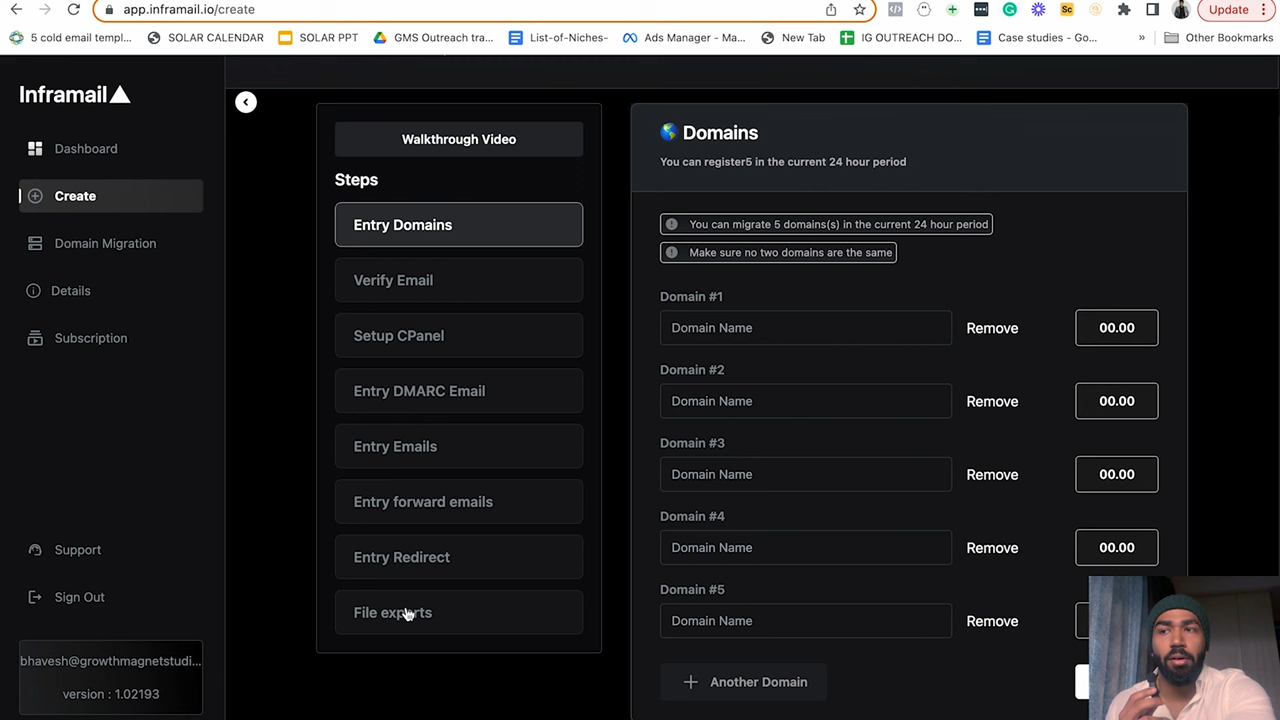 app.inframail.io/create
Update
5 cold email templ...
SOLAR CALENDAR
SOLAR PPT
GMS Outreach tra...
List-of-Niches-
Ads Manager - Ma...
New Tab
IG OUTREACH DO...
Case studies - Go...
»
Other Bookmarks
Inframail
Dashboard
Create
Domain Migration
Details
Subscription
Support
Sign Out
bhavesh@growthmagnetstudi...
version : 1.02193
Walkthrough Video
Steps
Entry Domains
Verify Email
Setup CPanel
Entry DMARC Email
Entry Emails
Entry forward emails
Entry Redirect
File exports
Domains
You can register5 in the current 24 hour period
You can migrate 5 domains(s) in the current 24 hour period
Make sure no two domains are the same
Domain #1
Domain Name Remove 00.00
Domain #2
Domain Name Remove 00.00
Domain #3
Domain Name Remove 00.00
Domain #4
Domain Name Remove 00.00
Domain #5
Domain Name Remove
Another Domain